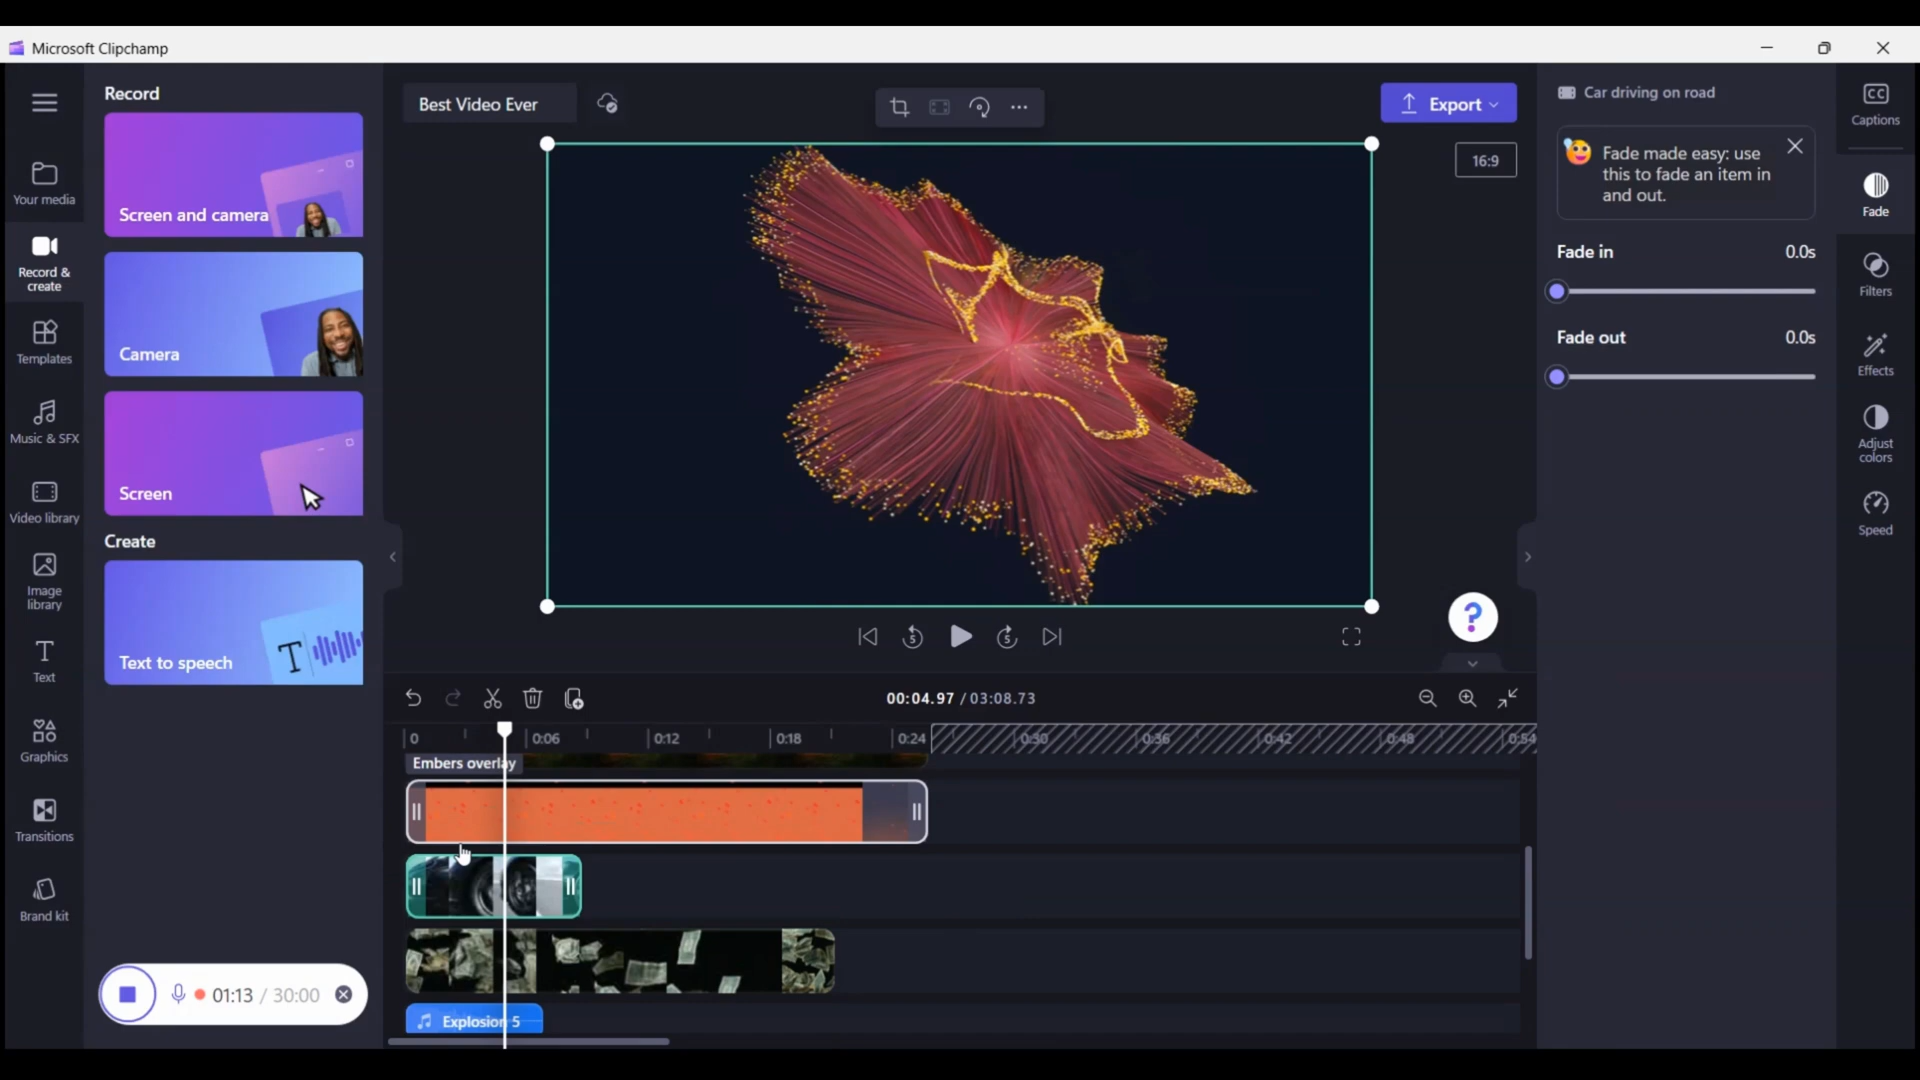 Microsoft Clipchamp
Your media
Record &
create
Templates
Music & SFX
Video library
Image
library
Text
Graphics
Transitions
Brand kit
Record
Screen and camera
Camera
Screen
Create
Text to speech
T
01:13 / 30:00
Best Video Ever
Export
16:9
5
5
?
00:04.97 / 03:08.73
0
0:06
0:12
0:18
0:24
0:30
0:36
0:42
0:48
0:54
Embers overlay
Explosion 5
Car driving on road
Fade made easy: use
this to fade an item in
and out.
Fade in 0.0s
Fade out 0.0s
CC
Captions
Fade
Filters
Effects
Adjust
colors
Speed